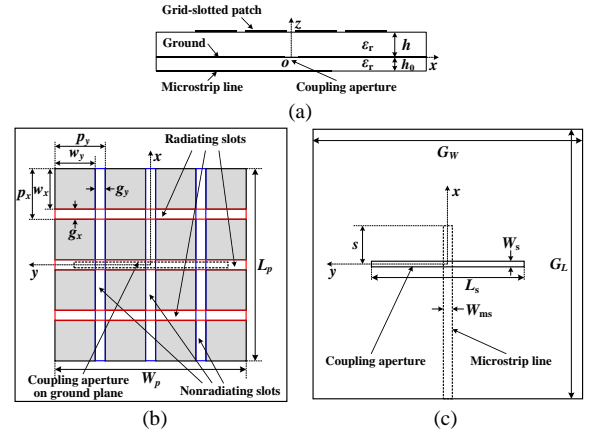 Grid-slotted patch
z
Ground
εr
h
o
εr
h0
x
Microstrip line
Coupling aperture
(a)
py
wy
x
Radiating slots
px
wx
gy
gx
y
Lp
Coupling aperture
on ground plane
Wp
Nonradiating slots
(b)
GW
x
s
Ws
y
GL
Ls
Wms
Coupling aperture
Microstrip line
(c)